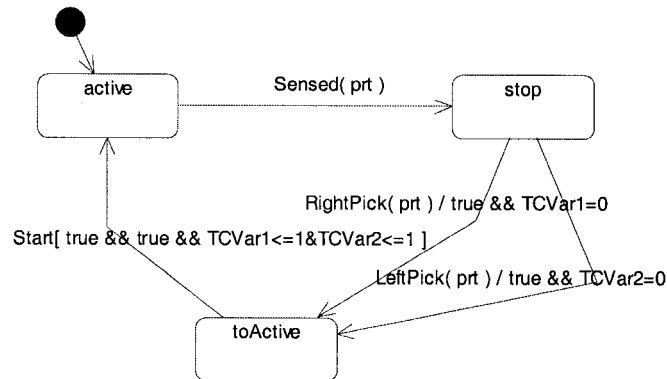 active
Sensed( prt )
stop
RightPick( prt ) / true && TCVar1=0
Start[ true && true && TCVar1<=1&TCVar2<=1 ]
LeftPick( prt ) / true && TCVar2=0
toActive